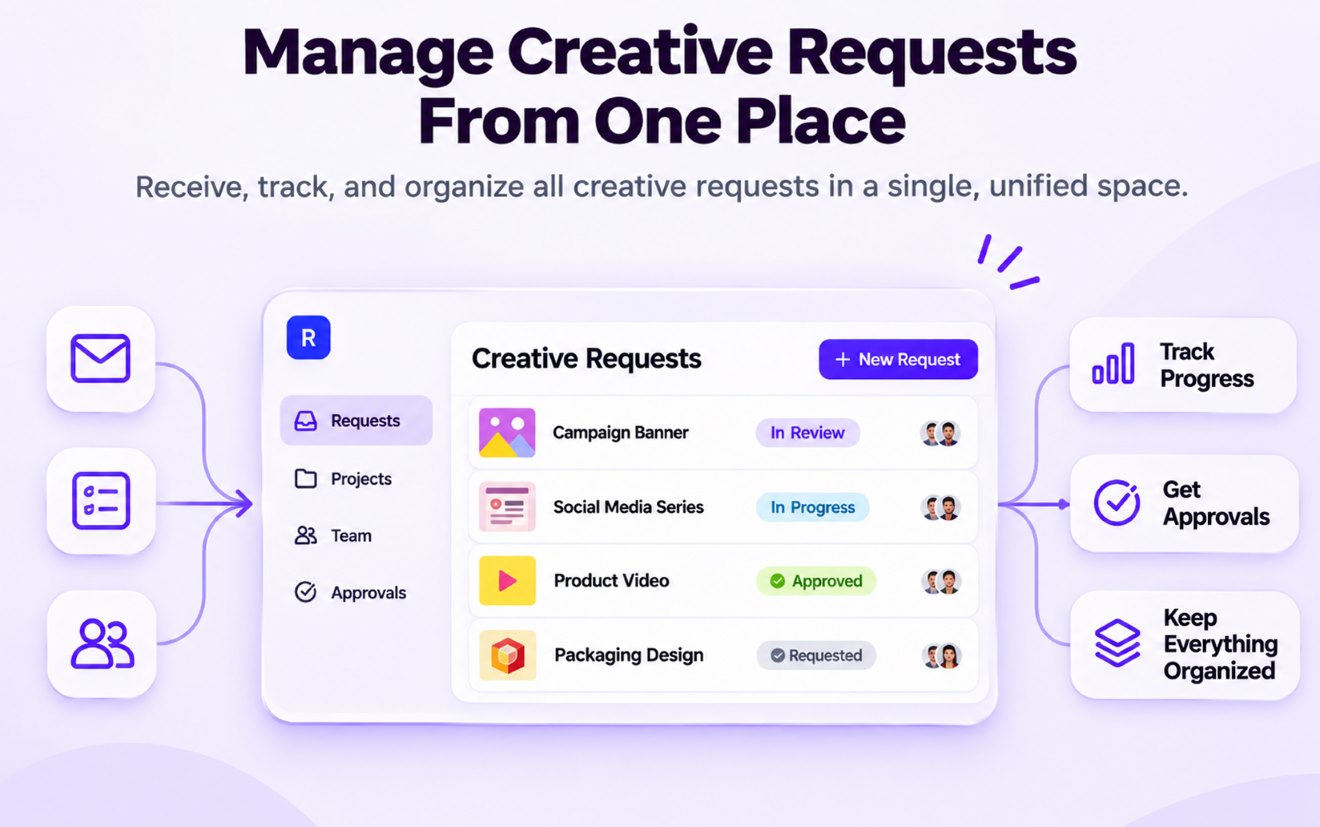 Manage Creative Requests
From One Place
Receive, track, and organize all creative requests in a single, unified space.
R
Requests
Projects
Team
Approvals
Creative Requests
+ New Request
Campaign Banner
In Review
Social Media Series
In Progress
Product Video
Approved
Packaging Design
Requested
Track
Progress
Get
Approvals
Keep
Everything
Organized